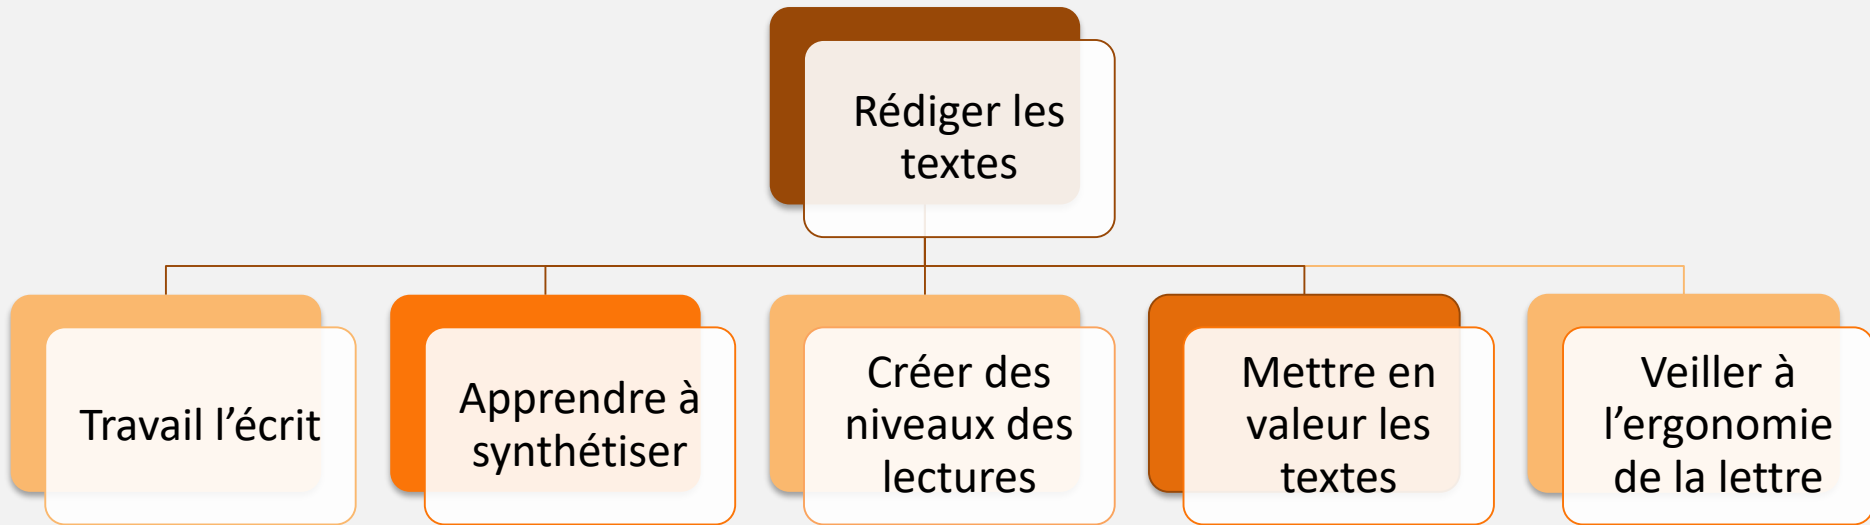 Rédiger les
textes
Travail l’écrit
Apprendre à
synthétiser
Créer des
niveaux des
lectures
Mettre en
valeur les
textes
Veiller à
l’ergonomie
de la lettre